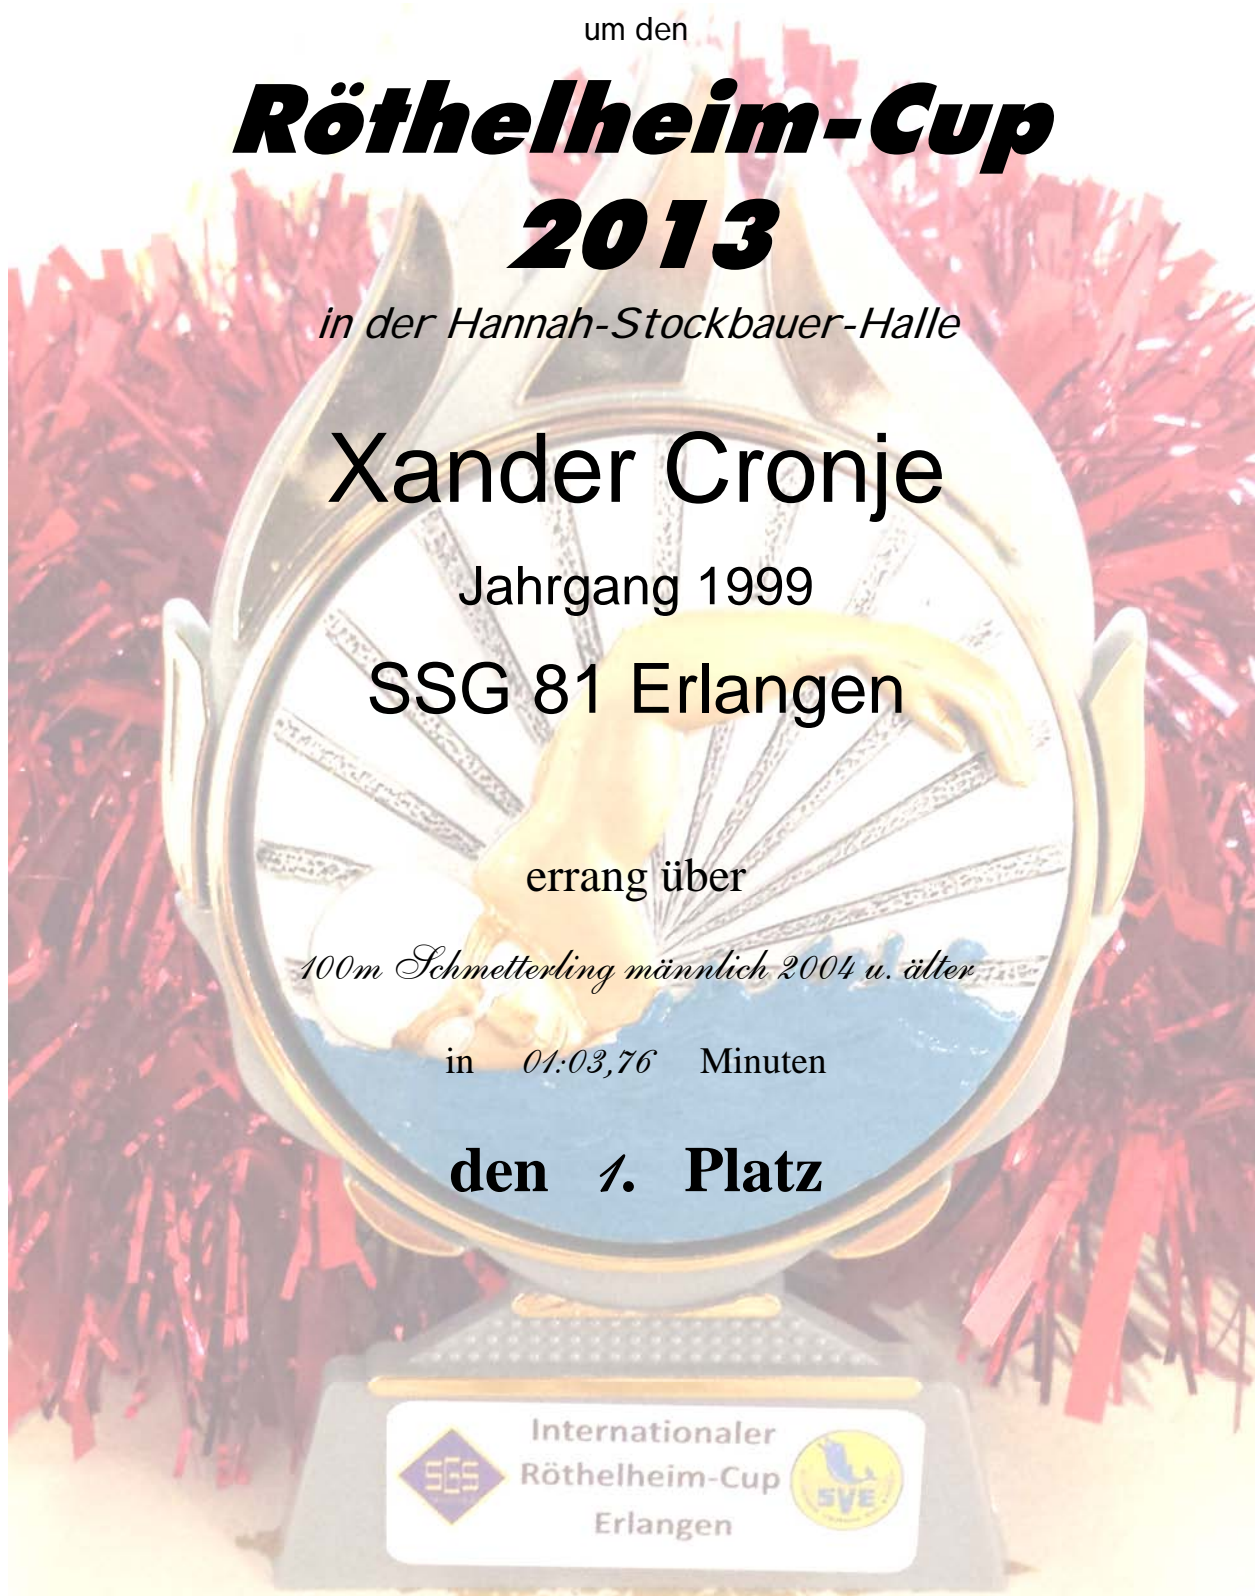 um den
Röthelheim-Cup
2013
in der Hannah-Stockbauer-Halle
Xander Cronje
Jahrgang 1999
SSG 81 Erlangen
errang über
100m Schmetterling männlich 2004 u. älter
in 01:03,76 Minuten
den 1. Platz
Internationaler
SGS Röthelheim-Cup SVE
Erlangen